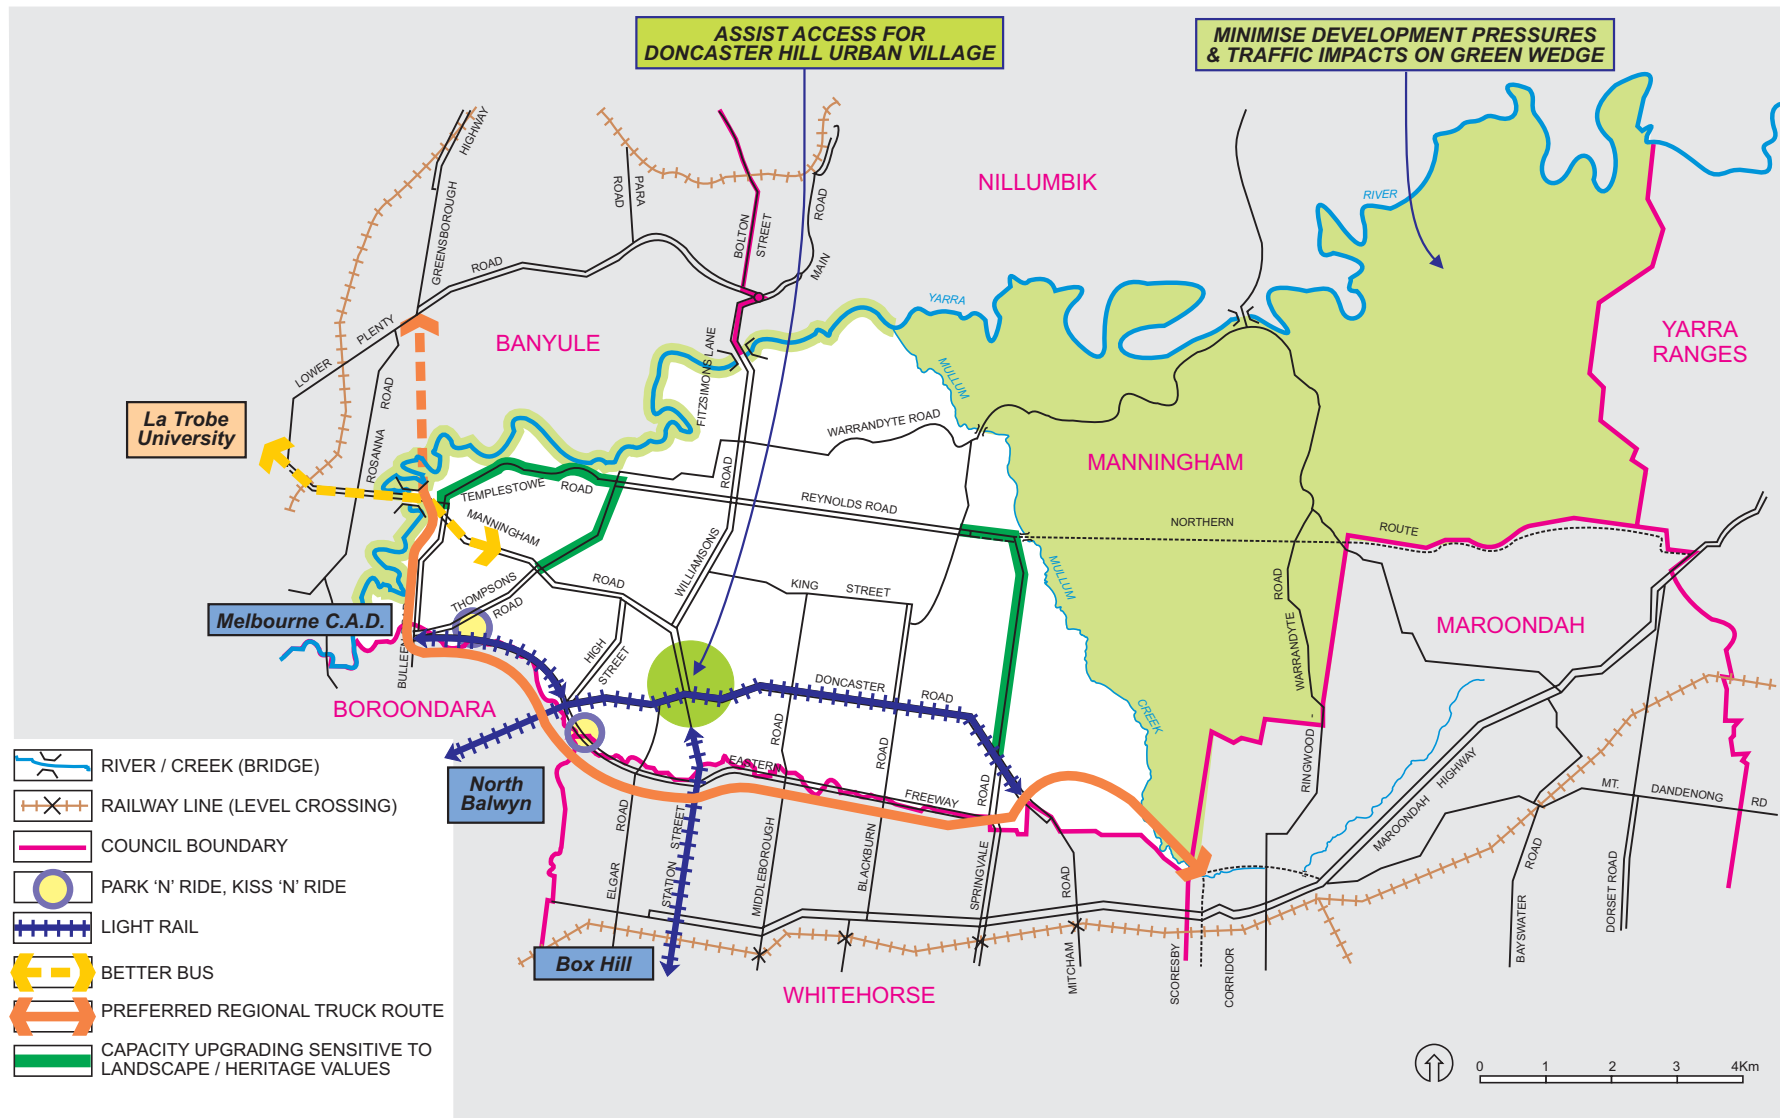 ASSIST ACCESS FOR
DONCASTER HILL URBAN VILLAGE
MINIMISE DEVELOPMENT PRESSURES
& TRAFFIC IMPACTS ON GREEN WEDGE
HIGHWAY
GREENSBOROUGH
PARA
ROAD
BOLTON
STREET
ROAD
MAIN
NILLUMBIK
RIVER
ROAD
PLENTY
LOWER
BANYULE
YARRA
YARRA
RANGES
FITZSIMONS LANE
MULLUM
ROAD
ROSANNA
La Trobe
University
WARRANDYTE ROAD
MANNINGHAM
TEMPLESTOWE
ROAD
ROAD
REYNOLDS ROAD
NORTHERN
ROUTE
MANNINGHAM
WILLIAMSONS
MULLUM
THOMPSONS
ROAD
ROAD
KING
STREET
ROAD
WARRANDYTE
Melbourne C.A.D.
MAROONDAH
BULLEEN
HIGH
STREET
DONCASTER
ROAD
BOROONDARA
CREEK
ROAD
ROAD
EASTERN
FREEWAY
ROAD
RINGWOOD
North
Balwyn
MAROONDAH
HIGHWAY
MT.
DANDENONG
RD
ELGAR
ROAD
STATION
STREET
MIDDLEBOROUGH
BLACKBURN
SPRINGVALE
ROAD
MITCHAM
SCORESBY
CORRIDOR
ROAD
BAYSWATER
DORSET ROAD
Box Hill
WHITEHORSE
RIVER / CREEK (BRIDGE)
RAILWAY LINE (LEVEL CROSSING)
COUNCIL BOUNDARY
PARK ‘N’ RIDE, KISS ‘N’ RIDE
LIGHT RAIL
BETTER BUS
PREFERRED REGIONAL TRUCK ROUTE
CAPACITY UPGRADING SENSITIVE TO
LANDSCAPE / HERITAGE VALUES
0 1 2 3 4Km